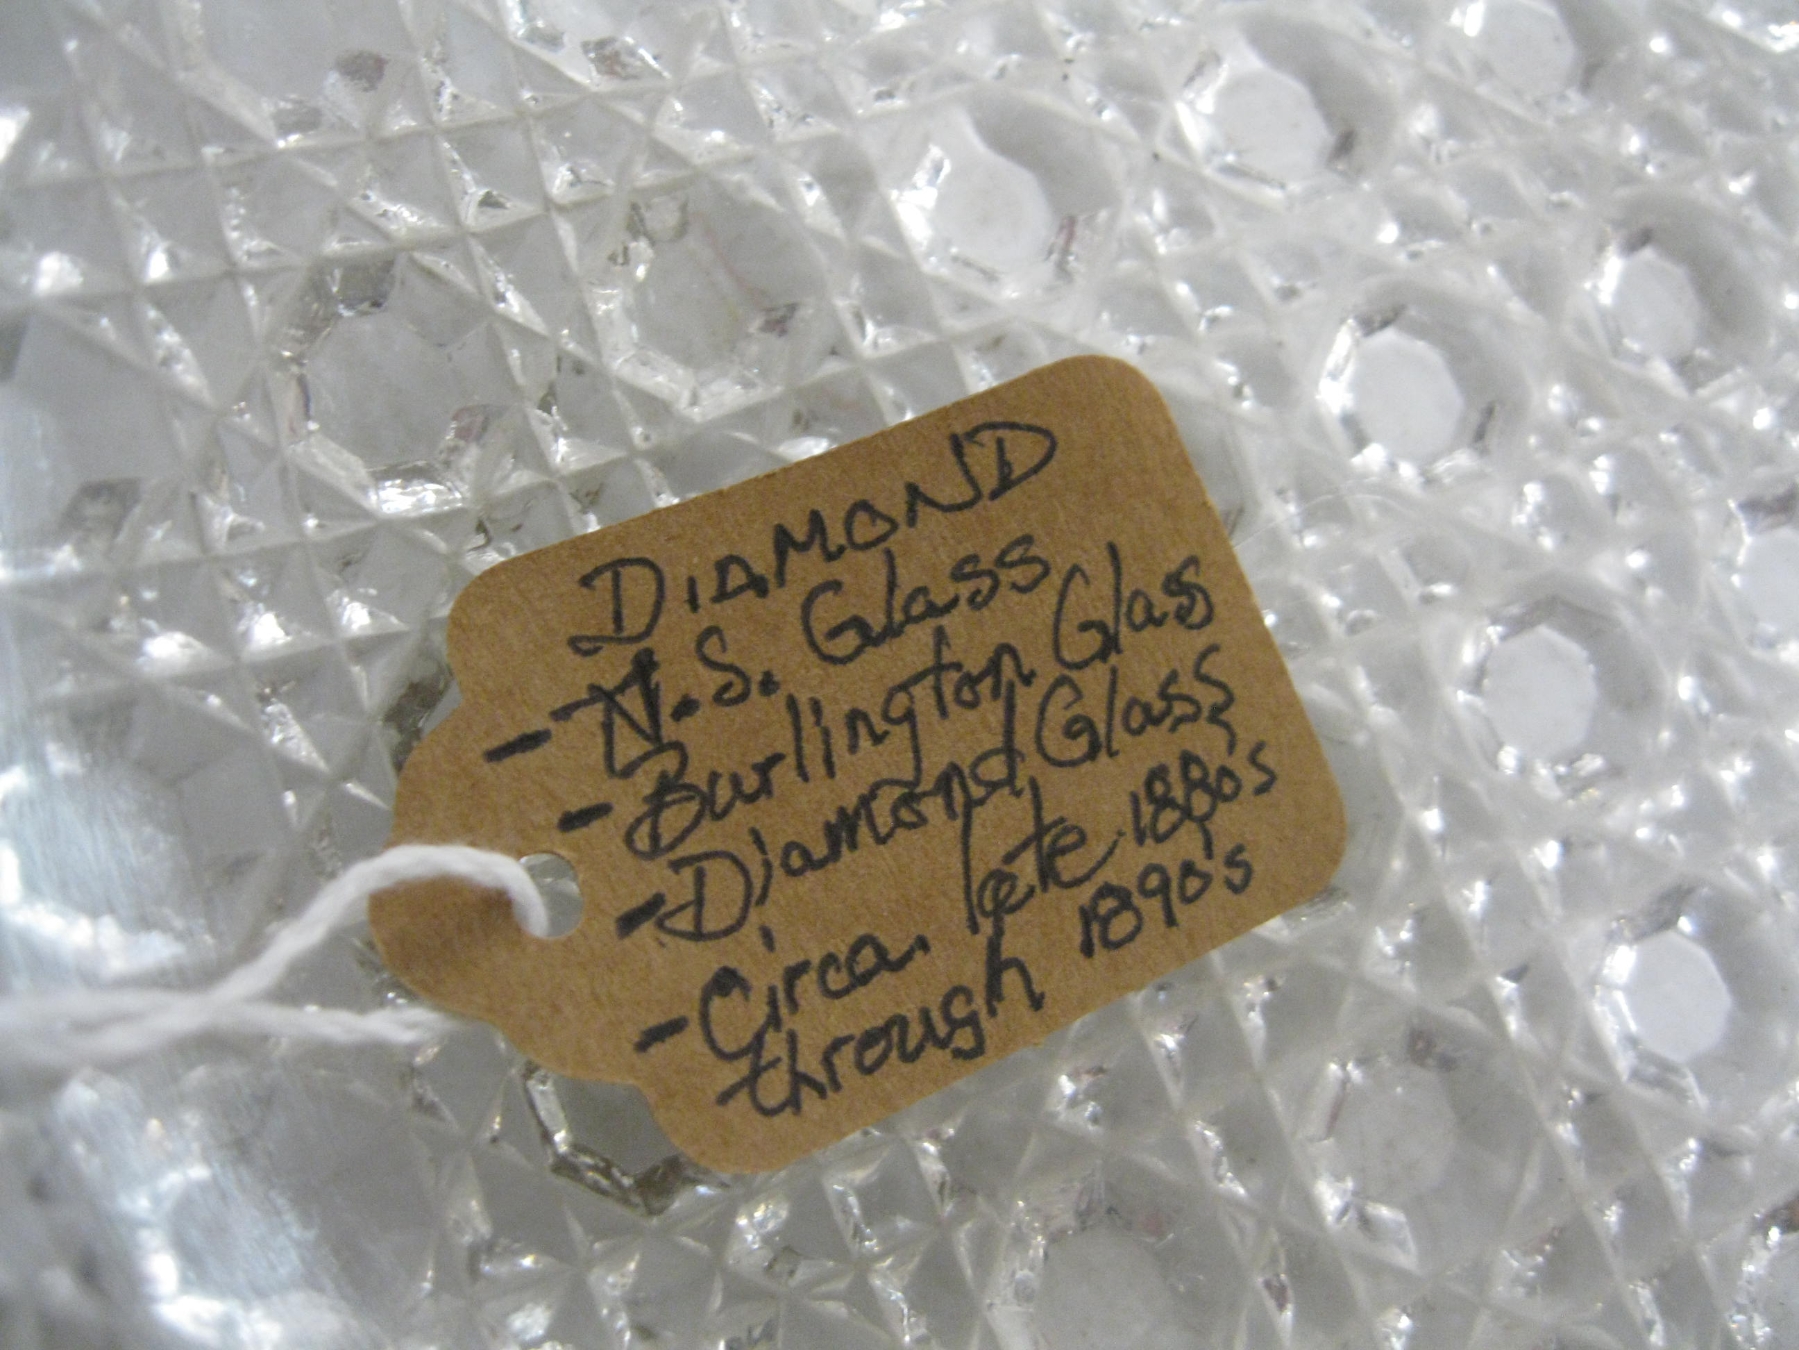 DIAMOND
- N.S. Glass
- Burlington Glass
- Diamond Glass
- Circa. late 1880's
through 1890's